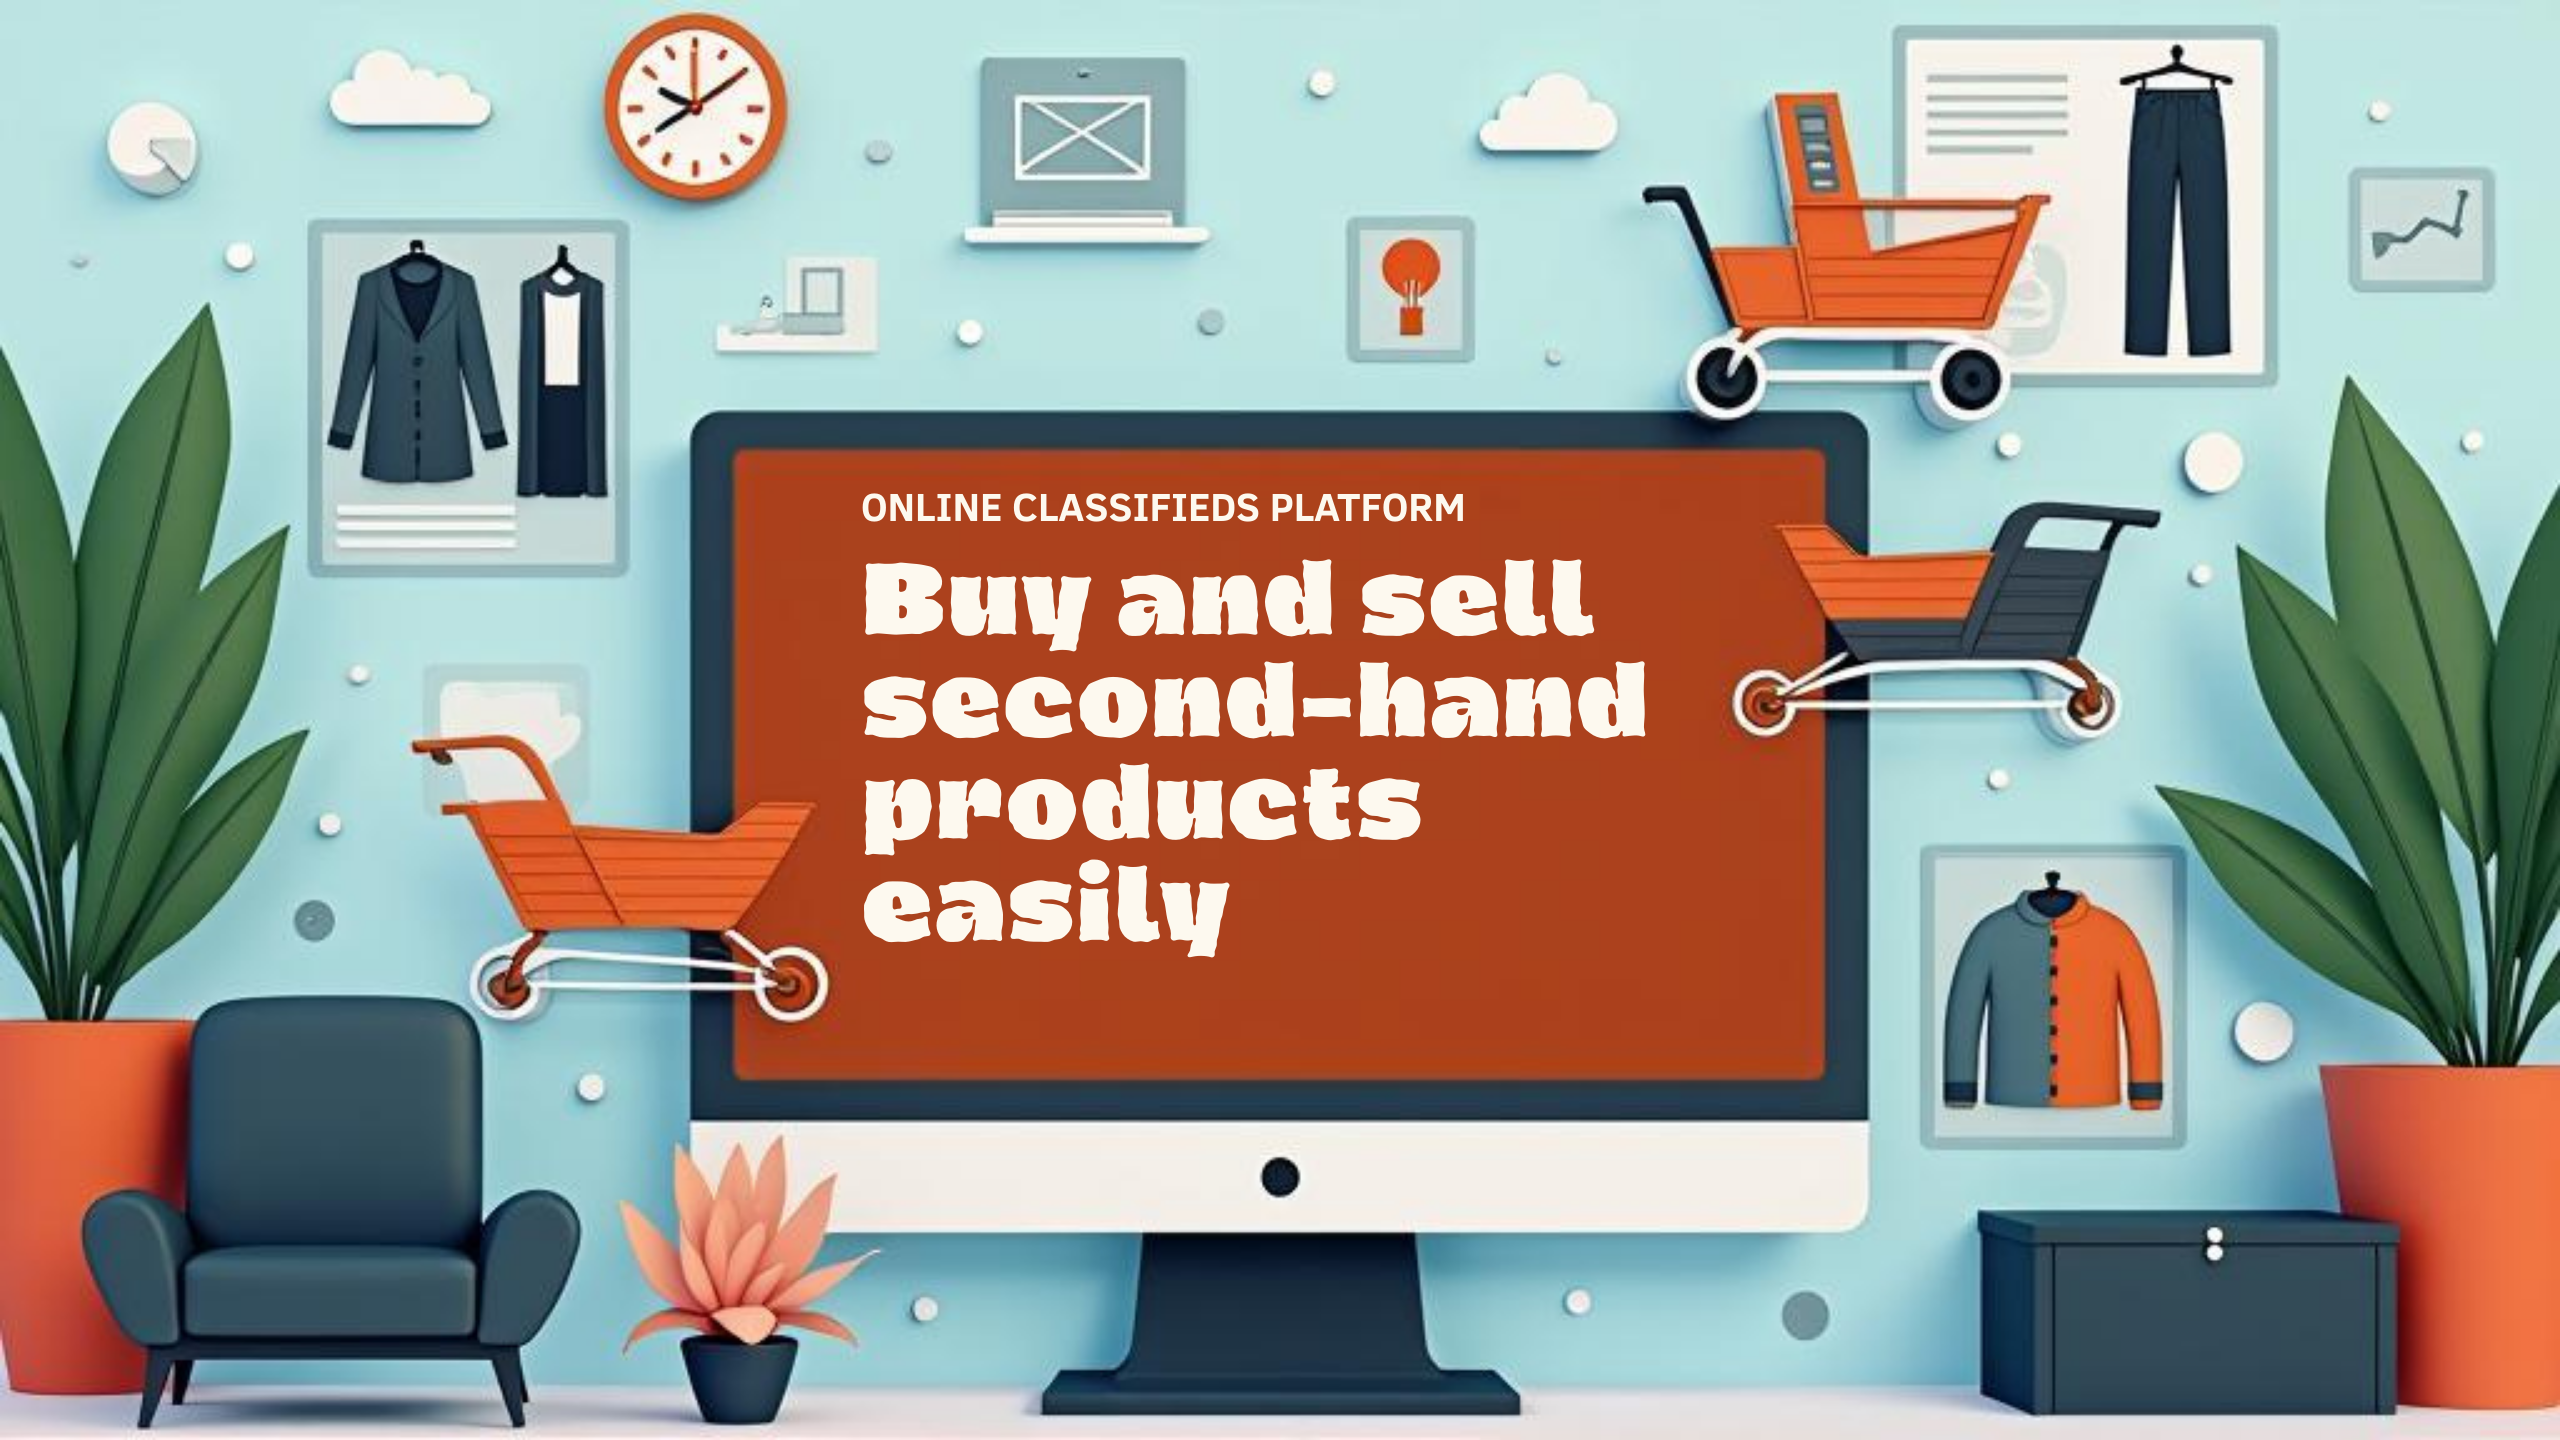 ONLINE CLASSIFIEDS PLATFORM
Buy and sell
second-hand
products
easily